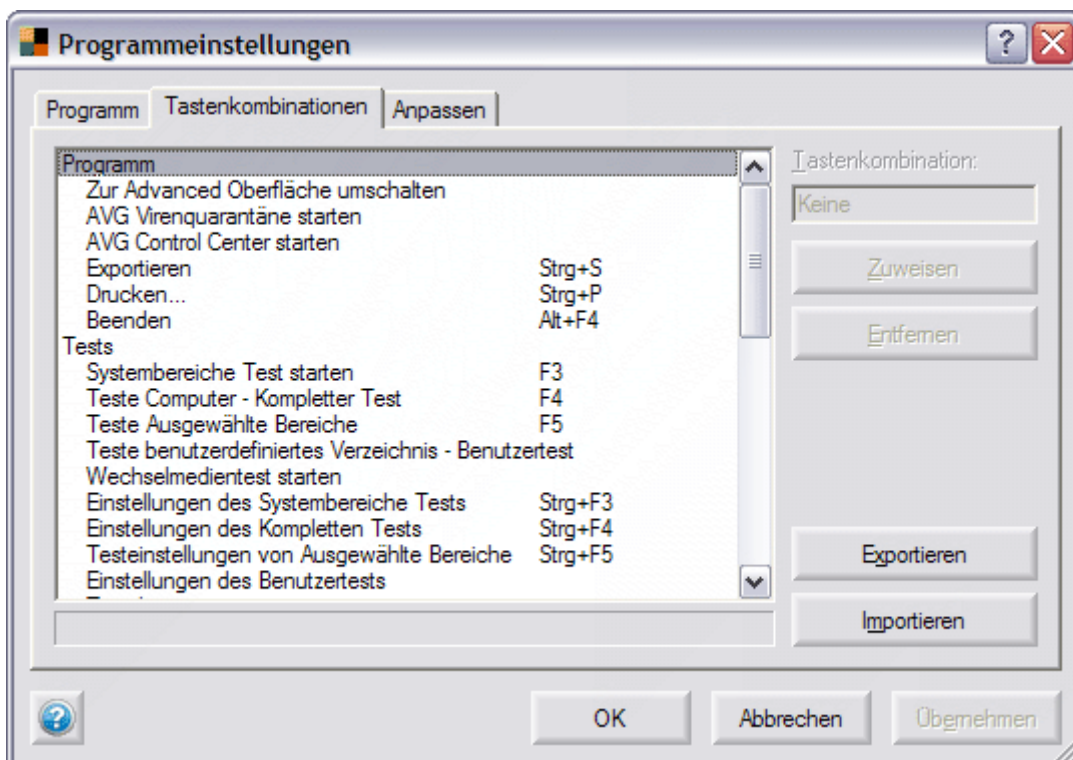 Programmeinstellungen
Programm Tastenkombinationen Anpassen
Programm
Zur Advanced Oberfläche umschalten
AVG Virenquarantäne starten
AVG Control Center starten
Exportieren Strg+S
Drucken... Strg+P
Beenden Alt+F4
Tests
Systembereiche Test starten F3
Teste Computer - Kompletter Test F4
Teste Ausgewählte Bereiche F5
Teste benutzerdefiniertes Verzeichnis - Benutzertest
Wechselmedientest starten
Einstellungen des Systembereiche Tests Strg+F3
Einstellungen des Kompletten Tests Strg+F4
Testeinstellungen von Ausgewählte Bereiche Strg+F5
Einstellungen des Benutzertests
Tastenkombination:
Keine
Zuweisen
Entfernen
Exportieren
Importieren
OK Abbrechen Übernehmen